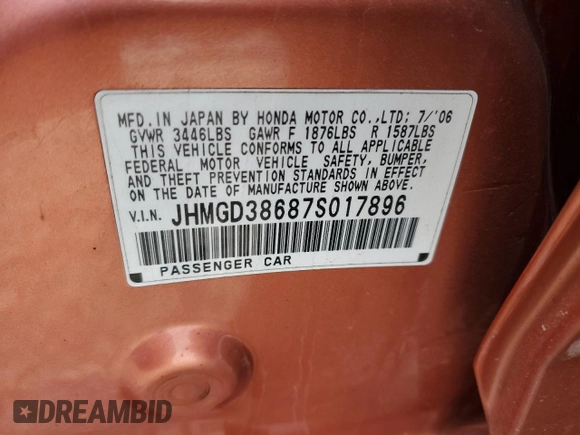 MFD. IN JAPAN BY HONDA MOTOR CO., LTD; 7/'06
GVWR 3446LBS GAWR F 1876LBS R 1587LBS
THIS VEHICLE CONFORMS TO ALL APPLICABLE
FEDERAL MOTOR VEHICLE SAFETY, BUMPER,
AND THEFT PREVENTION STANDARDS IN EFFECT
ON THE DATE OF MANUFACTURE SHOWN ABOVE.
V.I.N. JHMGD38687S017896
PASSENGER CAR
DREAMBID